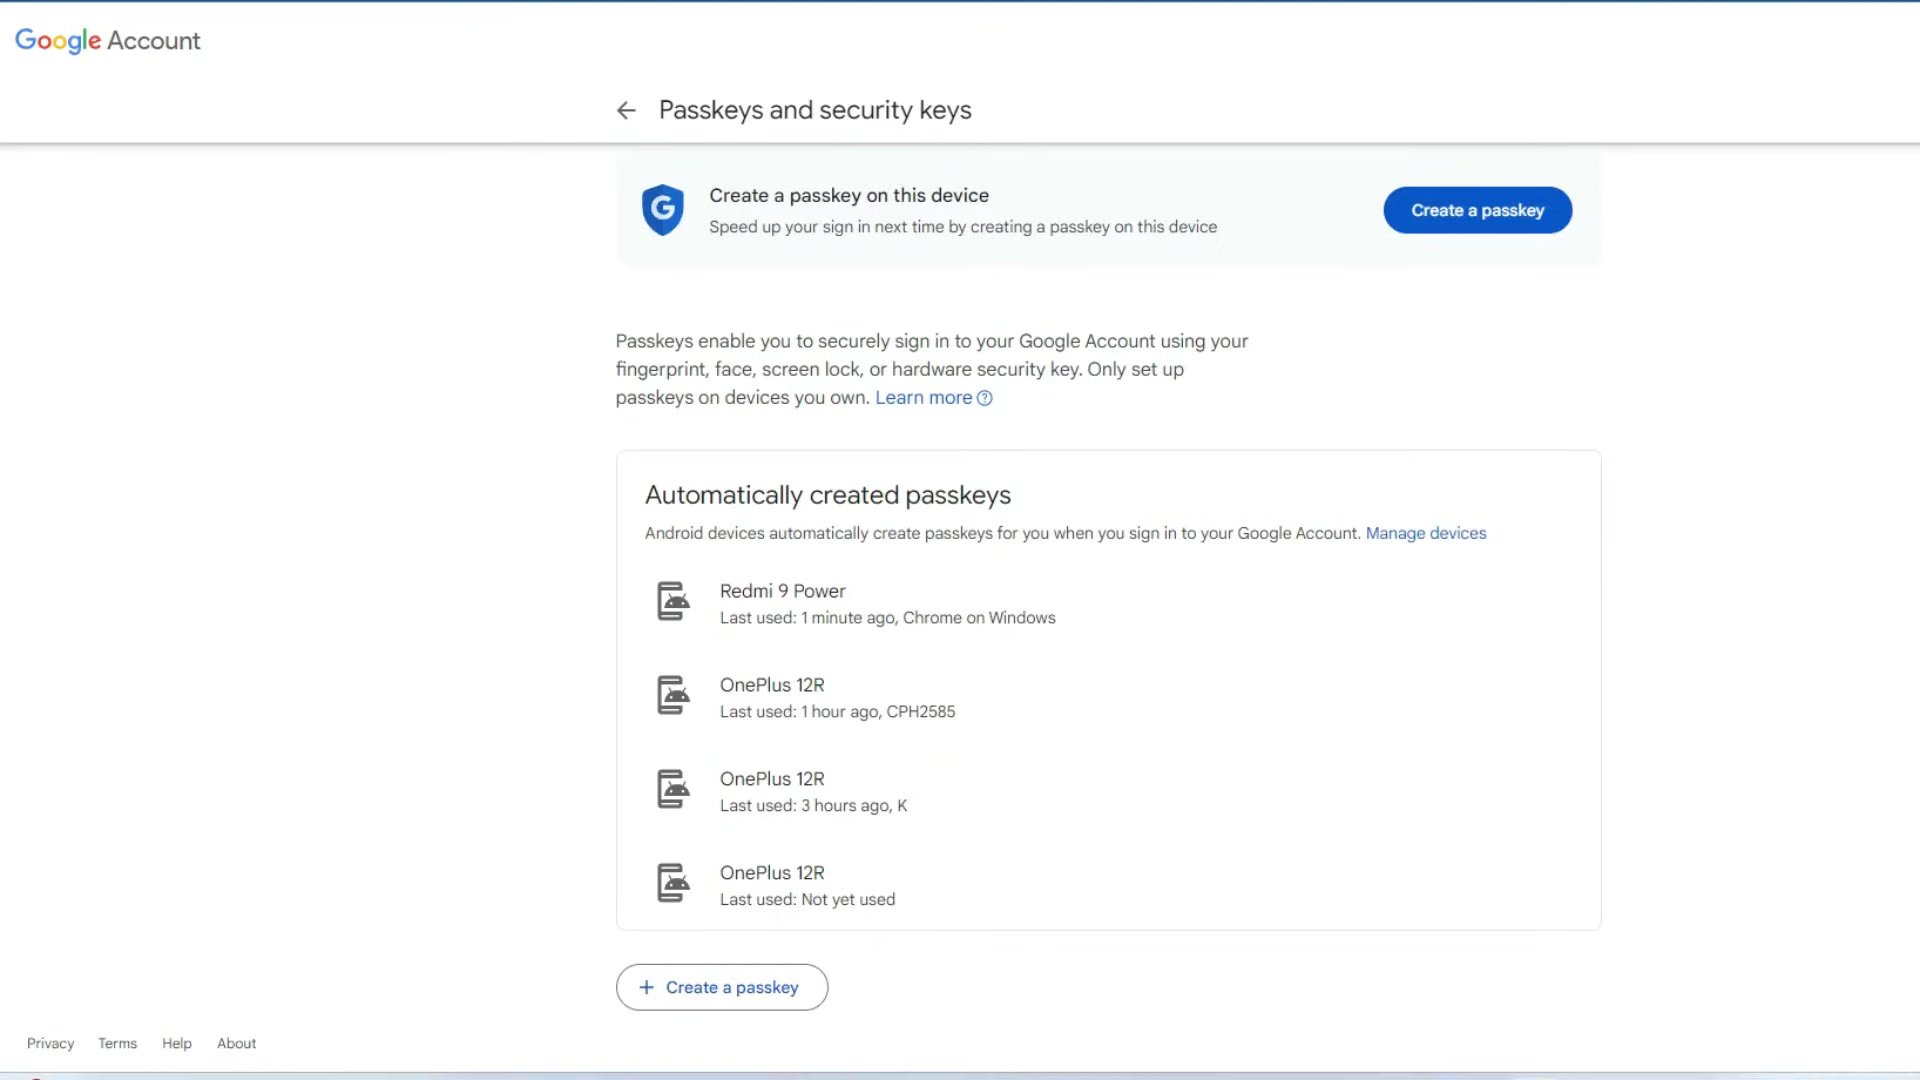 Google Account
Passkeys and security keys
Create a passkey on this device
Speed up your sign in next time by creating a passkey on this device
Create a passkey
Passkeys enable you to securely sign in to your Google Account using your
fingerprint, face, screen lock, or hardware security key. Only set up
passkeys on devices you own. Learn more
Automatically created passkeys
Android devices automatically create passkeys for you when you sign in to your Google Account. Manage devices
Redmi 9 Power
Last used: 1 minute ago, Chrome on Windows
OnePlus 12R
Last used: 1 hour ago, CPH2585
OnePlus 12R
Last used: 3 hours ago, K
OnePlus 12R
Last used: Not yet used
+ Create a passkey
Privacy Terms Help About